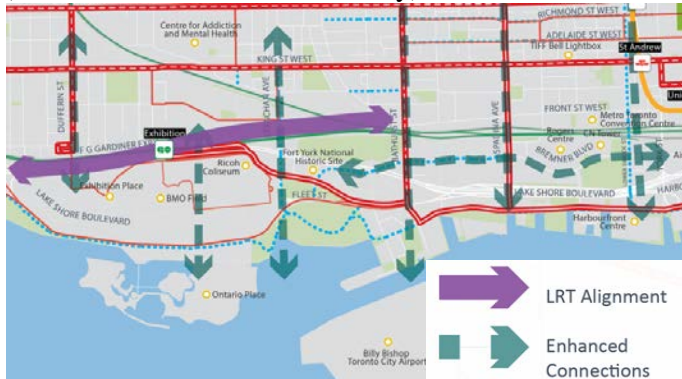 RICHMOND ST WEST
Centre for Addiction
and Mental Health
ADELAIDE ST WEST
TIFF Bell Lightbox
St Andrew
KING ST WEST
DUFFERIN ST
FRONT ST WEST
Metro Toronto
Convention Centre
Exhibition
GO
Rogers
Centre
CN Tower
BREMNER BLVD
SPADINA AVE
Fort York National
Historic Site
Ricoh
Coliseum
Exhibition Place
BMO Field
FLEET ST
LAKE SHORE BOULEVARD
LAKE SHORE BOULEVARD
Harbourfront
Centre
Ontario Place
Billy Bishop
Toronto City Airport
LRT Alignment
Enhanced
Connections